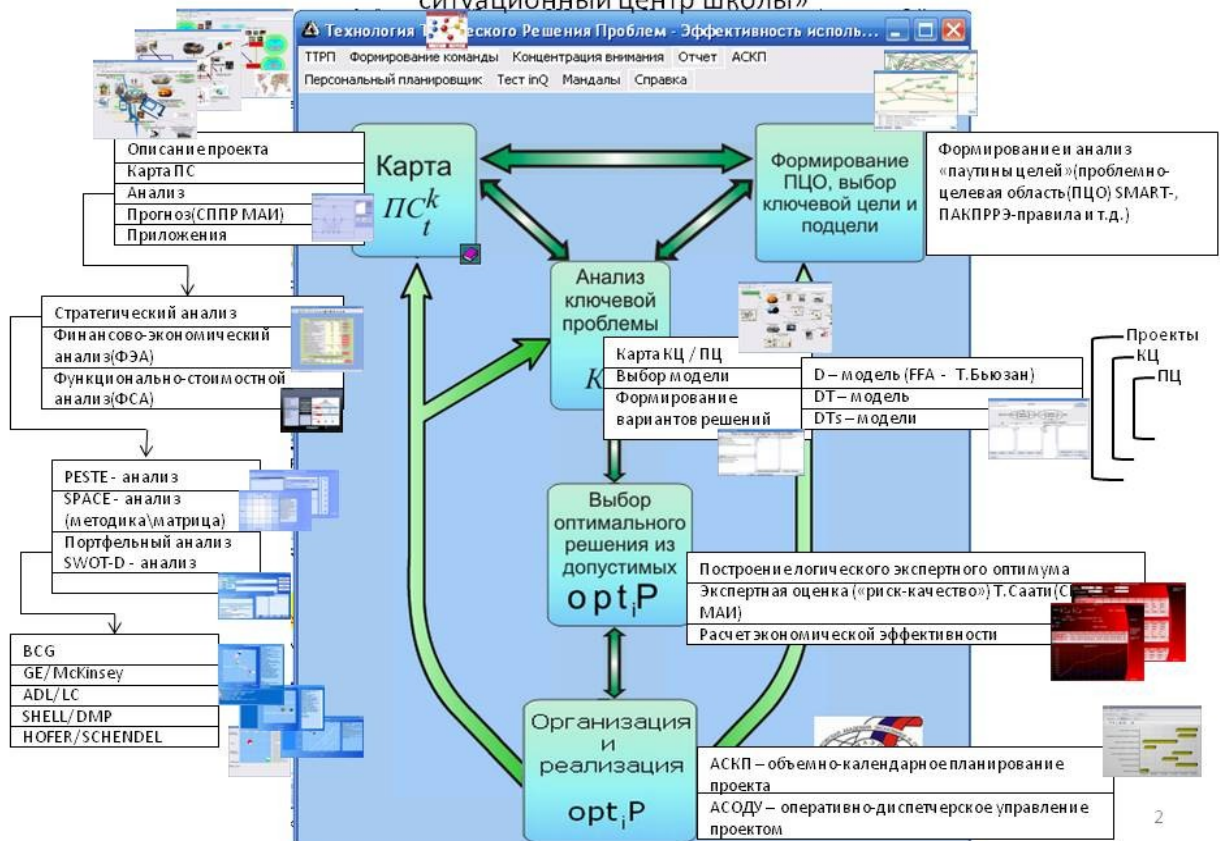 ситуационный центр школы»
Технология Т ческого Решения Проблем - Эффективность исполь...
ТТРП Формирование команды Концентрация внимания Отчет АСКП
Персональный планировщик Тест inQ Мандалы Справка
Описание проекта
Карта ПС
Анализ
Прогноз(СППР МАИ)
Приложения
Карта
ПС k t
Формирование
ПЦО, выбор
ключевой цели и
подцели
Формирование и анализ
«паутины целей»(проблемно-
целевая область(ПЦО) SMART-,
ПАКПРРЭ-правила и т.д.)
Стратегический анализ
Финансово-экономический
анализ(ФЭА)
Функционально-стоимостной
анализ(ФСА)
Анализ
ключевой
проблемы
К
Карта КЦ / ПЦ
Выбор модели
Формирование
вариантов решений
D – модель (FFA - Т.Бьюзан)
DT – модель
DTs – модели
Проекты
КЦ
ПЦ
PESTE - анализ
SPACE - анализ
(методика\матрица)
Портфельный анализ
SWOT-D - анализ
Выбор
оптимального
решения из
допустимых
optiP
Построение логического экспертного оптимума
Экспертная оценка («риск-качество») Т.Саати(С
МАИ)
Расчет экономической эффективности
BCG
GE/McKinsey
ADL/LC
SHELL/DMP
HOFER/SCHENDEL
Организация
и
реализация
optiP
АСКП – объемно-календарное планирование
проекта
АСОДУ – оперативно-диспетчерское управление
проектом
2